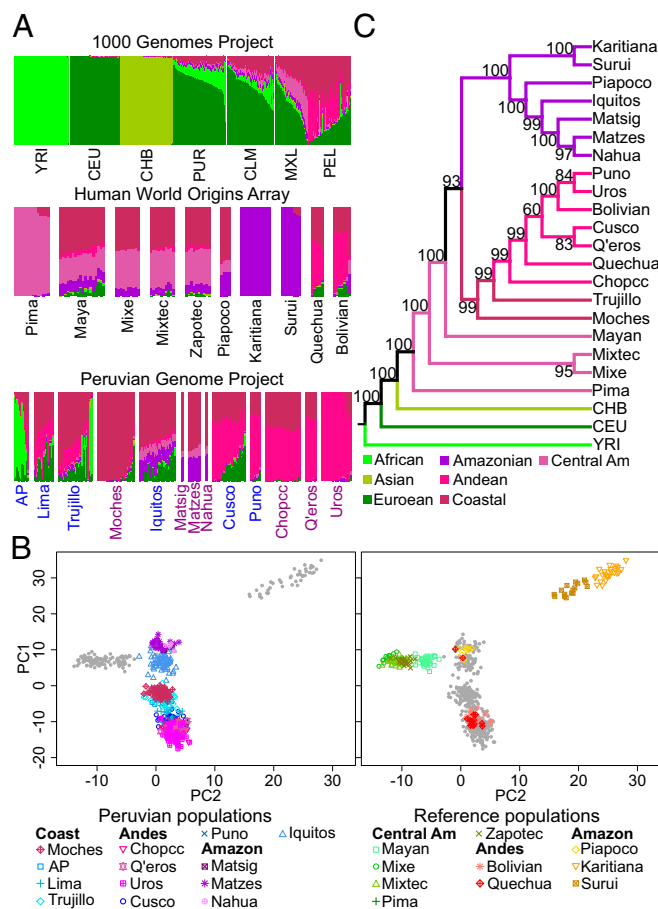 A
1000 Genomes Project
YRI CEU CHB PUR CLM MXL PEL
Human World Origins Array
Pima Maya Mixe Mixtec Zapotec Piapoco Karitiana Surui Quechua Bolivian
Peruvian Genome Project
AP Lima Trujillo Moches Iquitos Matsig Matzes Nahua Cusco Puno Chopcc Q'eros Uros
C
100 Karitiana
Surui
100 Piapoco
100 Iquitos
99 Matsig
100 Matzes
97 Nahua
93
84 Puno
100 Uros
60 Bolivian
99 Cusco
83 Q'eros
99 Quechua
99 Chopcc
99 Trujillo
Moches
100 Mayan
100 Mixtec
95 Mixe
100 Pima
100 CHB
100 CEU
YRI
African Amazonian Central Am
Asian Andean
Euroean Coastal
B
PC1
30
20
10
0
-10
-20
-10 0 10 20 30
PC2
-10 0 10 20 30
PC2
Peruvian populations
Coast Andes Puno Iquitos
Moches Chopcc Amazon
AP Q'eros Matsig
Lima Uros Matzes
Trujillo Cusco Nahua
Reference populations
Central Am Zapotec Amazon
Mayan Andes Piapoco
Mixe Bolivian Karitiana
Mixtec Quechua Surui
Pima